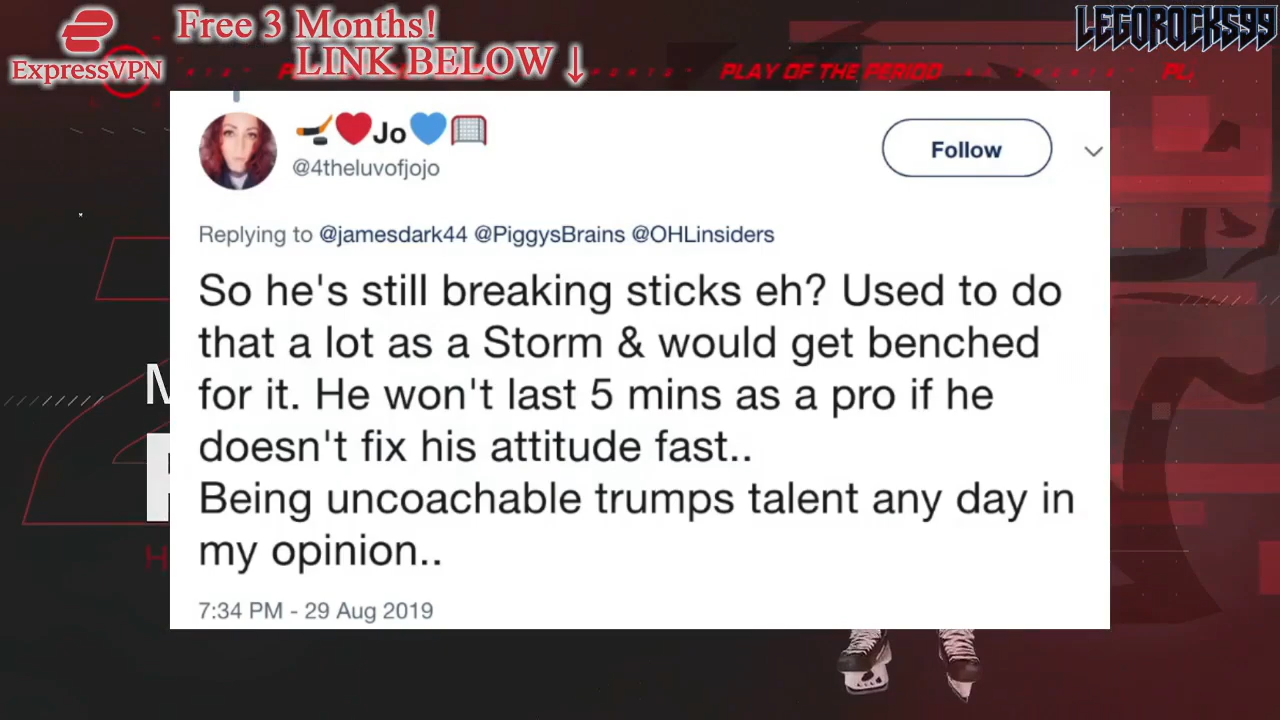 Free 3 Months!
LEGOROCKS99
ExpressVPN
LINK BELOW ↓
PLAY OF THE PERIOD
🏒❤️Jo💙🥅
@4theluvofjojo
Follow
Replying to @jamesdark44 @PiggysBrains @OHLinsiders
So he's still breaking sticks eh? Used to do
that a lot as a Storm & would get benched
for it. He won't last 5 mins as a pro if he
doesn't fix his attitude fast..
Being uncoachable trumps talent any day in
my opinion..
7:34 PM - 29 Aug 2019